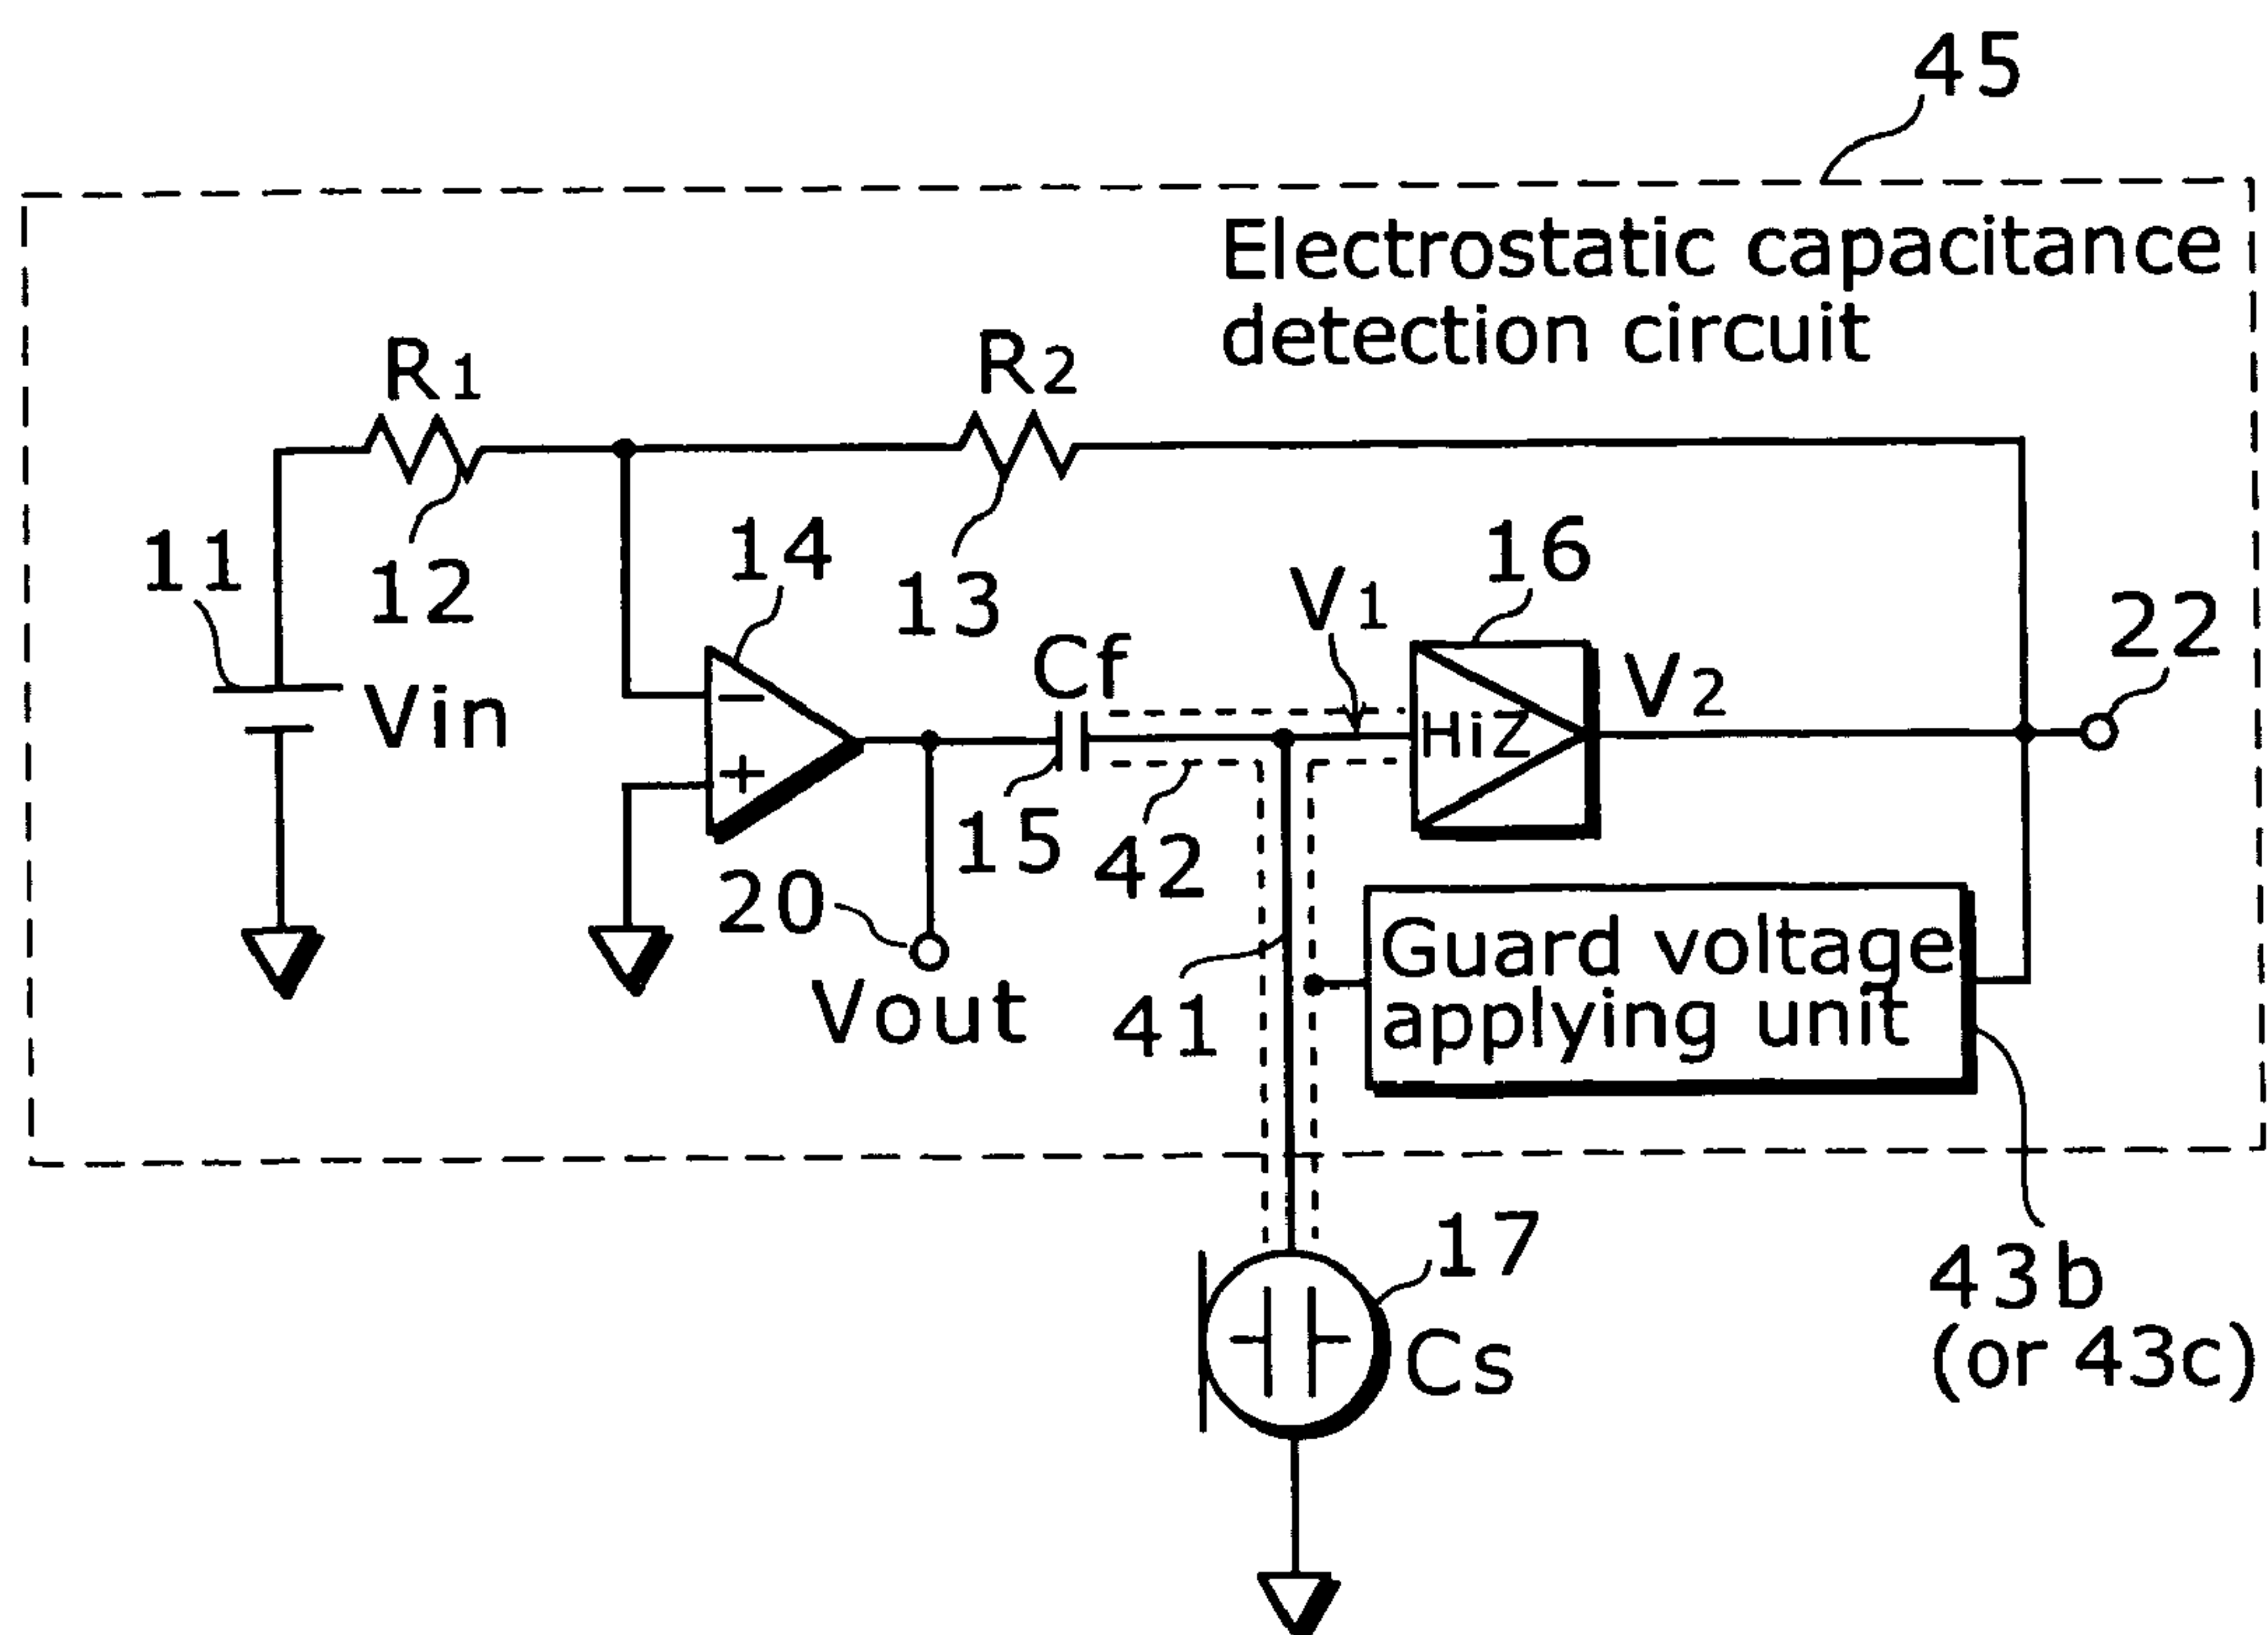 45
Electrostatic capacitance
detection circuit
R1
R2
11
12
13
14
16
22
Vin
Cf
V1
V2
−
+
HiZ
15
42
20
Vout
41
Guard voltage
applying unit
17
Cs
43b
(or 43c)